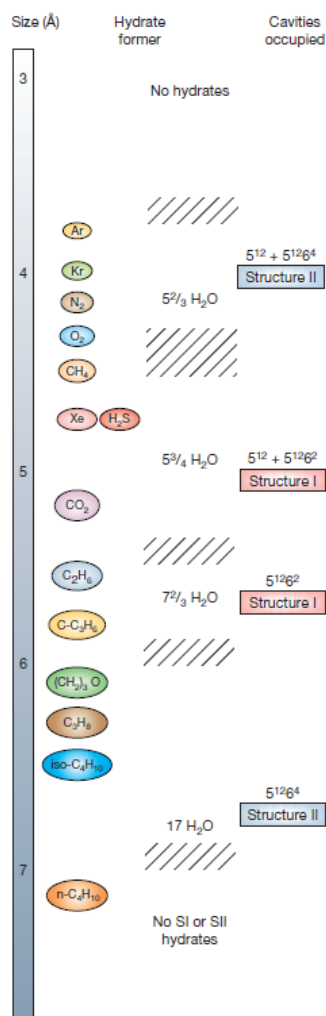 Size (Å) Hydrate former Cavities occupied
3
No hydrates
Ar
5¹² + 5¹²6⁴
Kr
4
Structure II
N₂
5²/₃ H₂O
O₂
CH₄
Xe
H₂S
5³/₄ H₂O
5¹² + 5¹²6²
5
Structure I
CO₂
C₂H₆
5¹²6²
7²/₃ H₂O
Structure I
C-C₃H₆
6
(CH₂)₃ O
C₃H₈
iso-C₄H₁₀
5¹²6⁴
Structure II
17 H₂O
7
n-C₄H₁₀
No SI or SII
hydrates